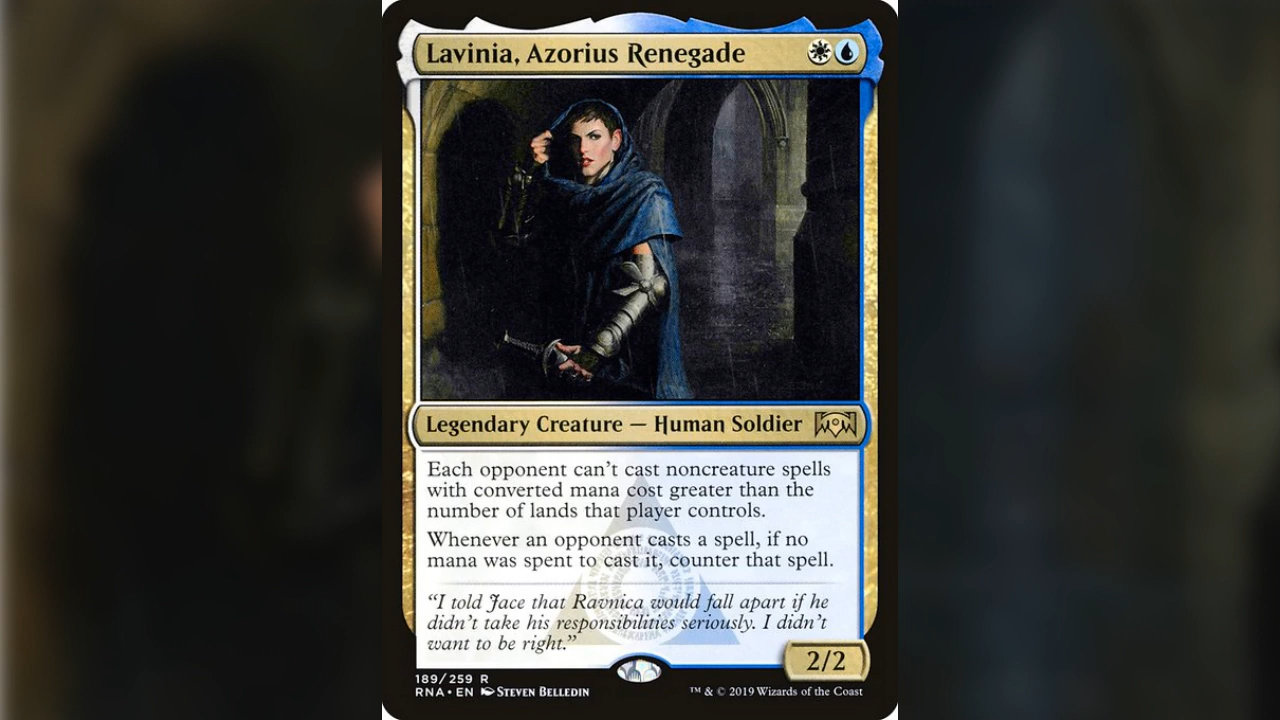 Lavinia, Azorius Renegade
Legendary Creature — Human Soldier
Each opponent can't cast noncreature spells
with converted mana cost greater than the
number of lands that player controls.
Whenever an opponent casts a spell, if no
mana was spent to cast it, counter that spell.
“I told Jace that Ravnica would fall apart if he
didn't take his responsibilities seriously. I didn't
want to be right.”
2/2
189/259 R
RNA • EN Steven Belledin
™ & © 2019 Wizards of the Coast